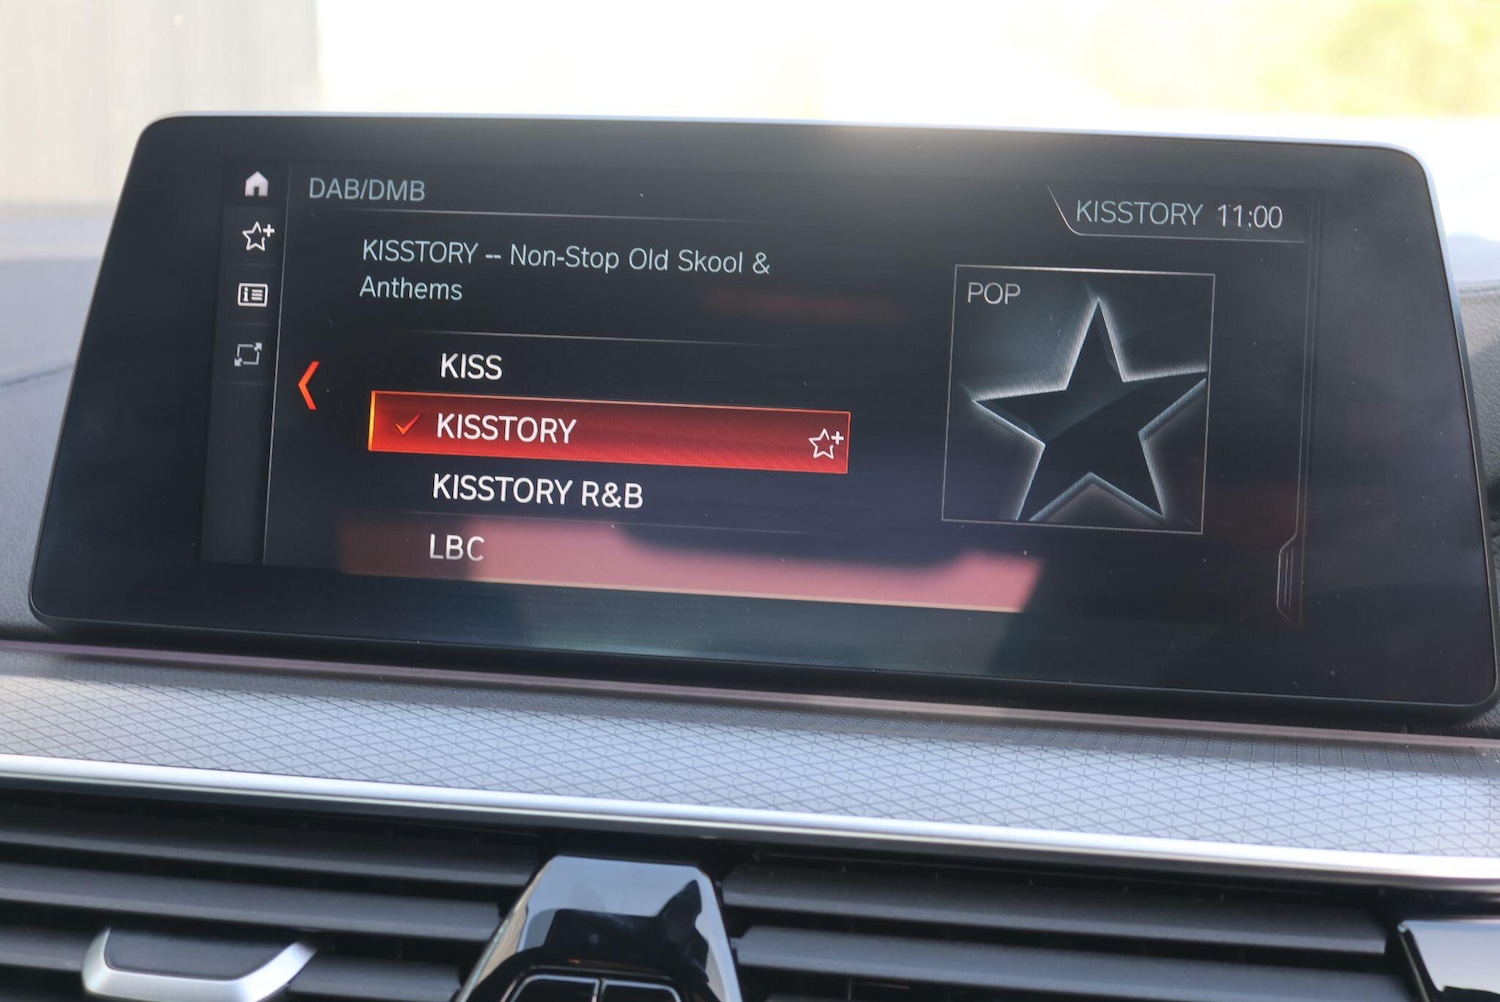 DAB/DMB
KISSTORY 11:00
KISSTORY -- Non-Stop Old Skool &
Anthems
POP
KISS
KISSTORY
KISSTORY R&B
LBC